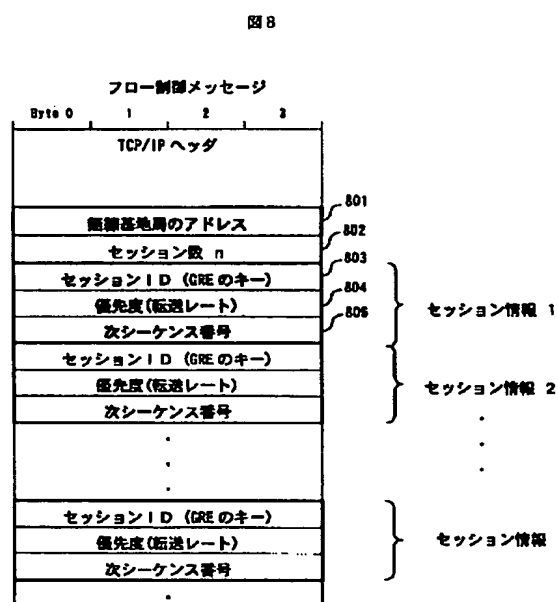 図8
フロー制御メッセージ
Byte 0 1 2 3
TCP/IP ヘッダ
801
無線基地局のアドレス
802
セッション数 n
803
セッションID (GREのキー)
804
優先度(転送レート)
セッション情報 1
805
次シーケンス番号
セッションID (GREのキー)
優先度(転送レート)
セッション情報 2
次シーケンス番号
セッションID (GREのキー)
優先度(転送レート)
セッション情報
次シーケンス番号